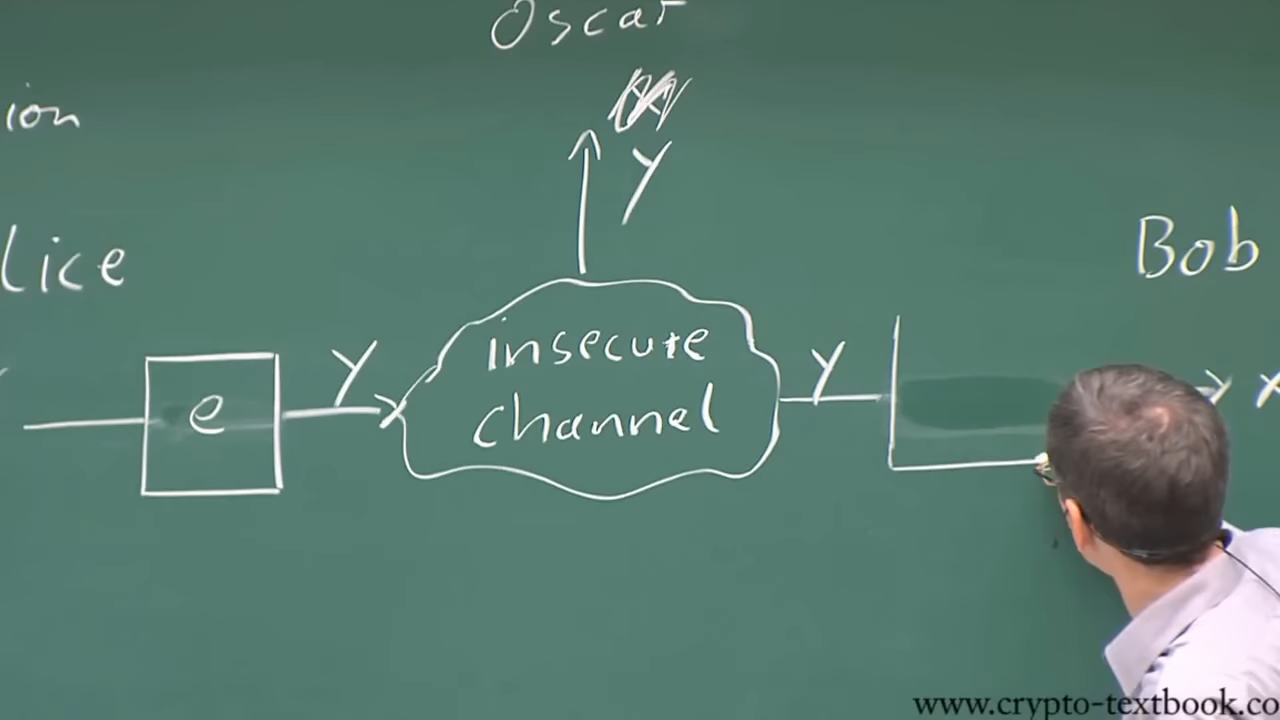 Oscar
ion
y
lice
Bob
e
y
insecure
channel
y
x
www.crypto-textbook.co